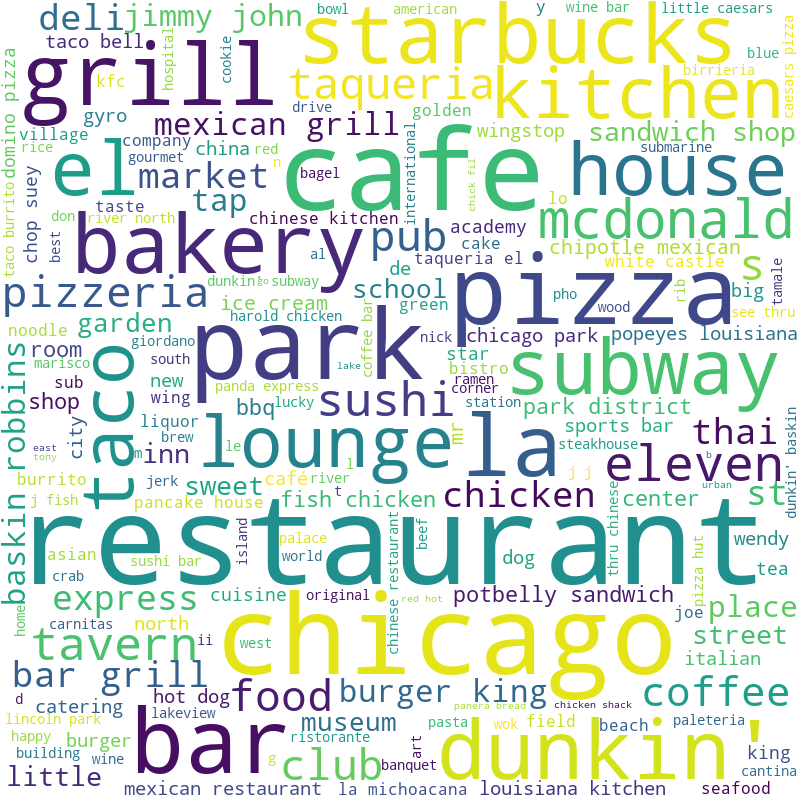 deli
jimmy john
bowl
american
starbucks
y
wine bar
little caesars
taco bell
hospital
cookie
grill
kfc
taqueria
kitchen
blue
birrieria
caesars pizza
domino pizza
gyro
drive
golden
village
mexican grill
wingstop
sandwich shop
rice
company
china
red
n
gourmet
bagel
international
cafe
chick fil
submarine
house
el
market
tap
chop suey
taste
chinese kitchen
academy
lo
mcdonald
taco burrito
don
river north
best
bakery
al
pub
cake
taqueria el
de
chipotle mexican
s
white castle
tamale
pizzeria
dunkin' subway
go
school
pizza
pho
wood
rib
big
ice cream
green
see thru
noodle
garden
harold chicken
coffee bar
park
nick
chicago park
popeyes louisiana
room
giordano
star
bistro
marisco
south
lake
ramen
corner
subway
baskin robbins
sub
new
panda express
sushi
shop
wing
bbq
lucky
station
park district
taco
city
liquor
le
mr
sports bar
lounge
la
thai
brew
steakhouse
dunkin' baskin
east
tony
m
inn
l
eleven
b
burrito
jerk
sweet
café
river
j j
urban
j fish
pancake house
fish chicken
t
chicken
center
st
restaurant
asian
sushi bar
island
palace
world
chinese restaurant
beef
dog
thru chinese
wendy
tea
crab
home
express
cuisine
original
red hot
potbelly sandwich
pizza hut
joe
place
carnitas
north
chicago
street
tavern
ii
west
italian
bar grill
hot dog
food
burger king
coffee
d
catering
lakeview
panera bread
chicken shack
lincoln park
bar
museum
pasta
wok
field
beach
paleteria
happy
burger
ristorante
art
dunkin'
building
wine
g
club
banquet
king
little
cantina
mexican restaurant
la michoacana
louisiana kitchen
seafood